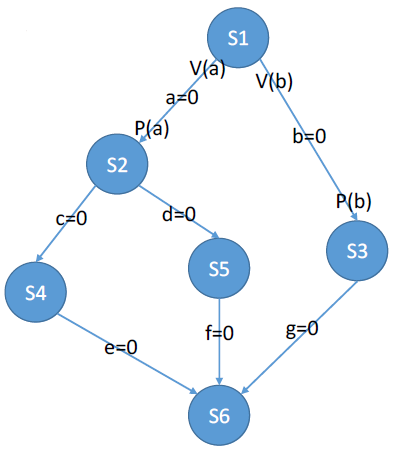 S1
V(a)
V(b)
a=0
P(a)
b=0
S2
P(b)
c=0
d=0
S3
S5
S4
f=0
g=0
e=0
S6